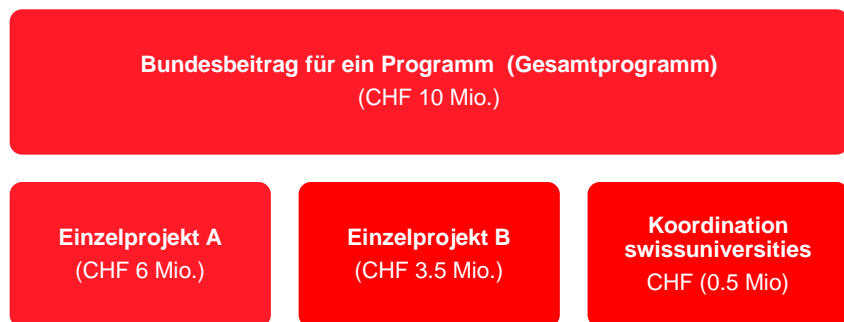 Bundesbeitrag für ein Programm (Gesamtprogramm)
(CHF 10 Mio.)
Einzelprojekt A
(CHF 6 Mio.)
Einzelprojekt B
(CHF 3.5 Mio.)
Koordination
swissuniversities
CHF (0.5 Mio)